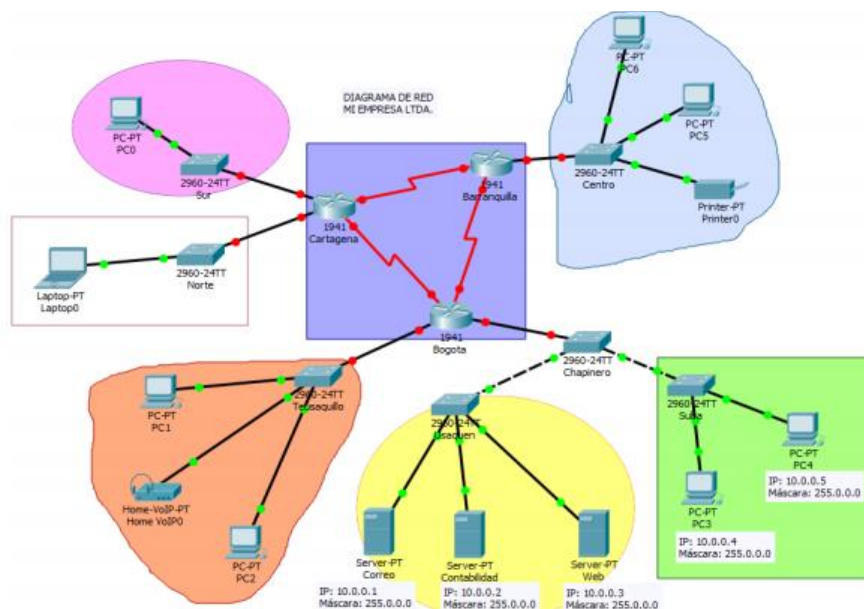 PC-PT
PC6
DIAGRAMA DE RED
MI EMPRESA LTDA.
PC-PT
PC5
PC-PT
PC0
2960-24TT
Sur
1941
Barranquilla
2960-24TT
Centro
Printer-PT
Printer0
1941
Cartagena
2960-24TT
Norte
Laptop-PT
Laptop0
1941
Bogota
2960-24TT
Chapinero
2960-24TT
Teusaquillo
PC-PT
PC1
2960-24TT
Usaquen
2960-24TT
Suba
PC-PT
PC4
IP: 10.0.0.5
Máscara: 255.0.0.0
Home-VoIP-PT
Home VoIP0
PC-PT
PC3
IP: 10.0.0.4
Máscara: 255.0.0.0
PC-PT
PC2
Server-PT
Correo
Server-PT
Contabilidad
Server-PT
Web
IP: 10.0.0.1
Máscara: 255.0.0.0
IP: 10.0.0.2
Máscara: 255.0.0.0
IP: 10.0.0.3
Máscara: 255.0.0.0